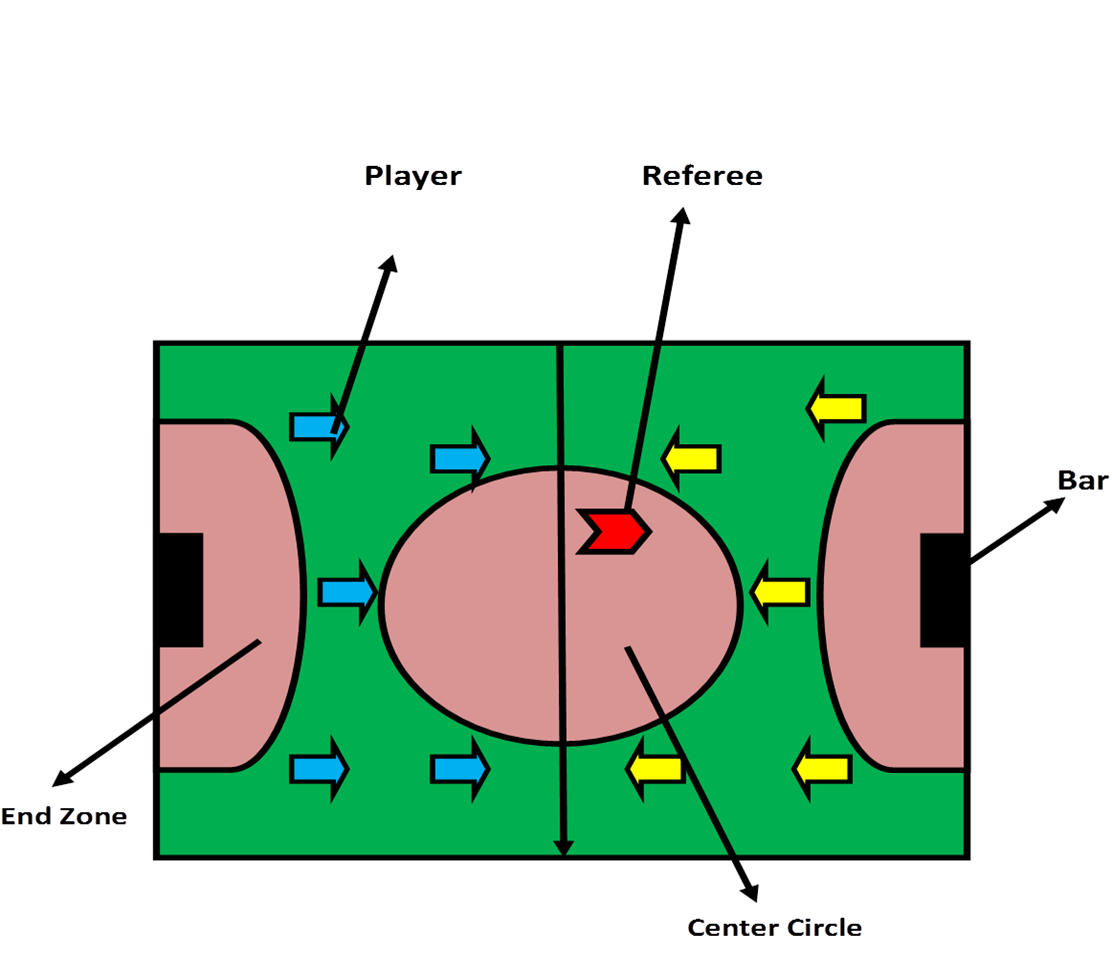 Player
Referee
Bar
End Zone
Center Circle